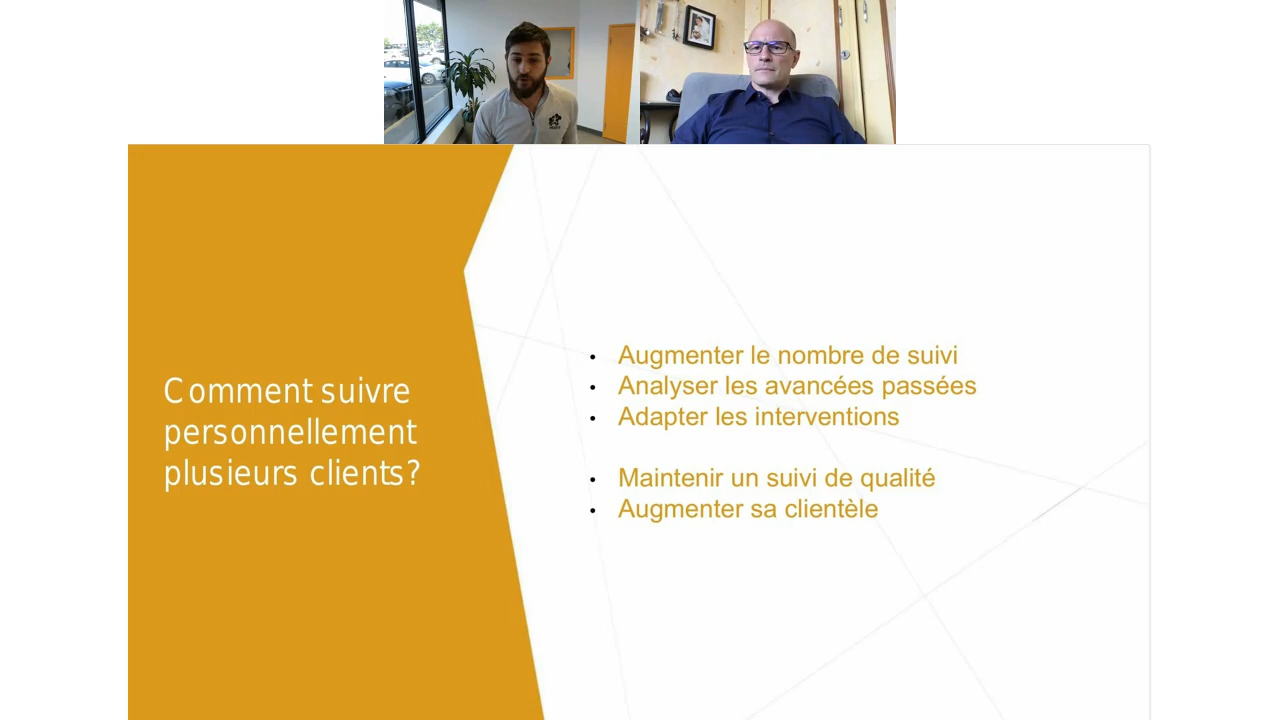 Comment suivre
personnellement
plusieurs clients?
• Augmenter le nombre de suivi
• Analyser les avancées passées
• Adapter les interventions
• Maintenir un suivi de qualité
• Augmenter sa clientèle